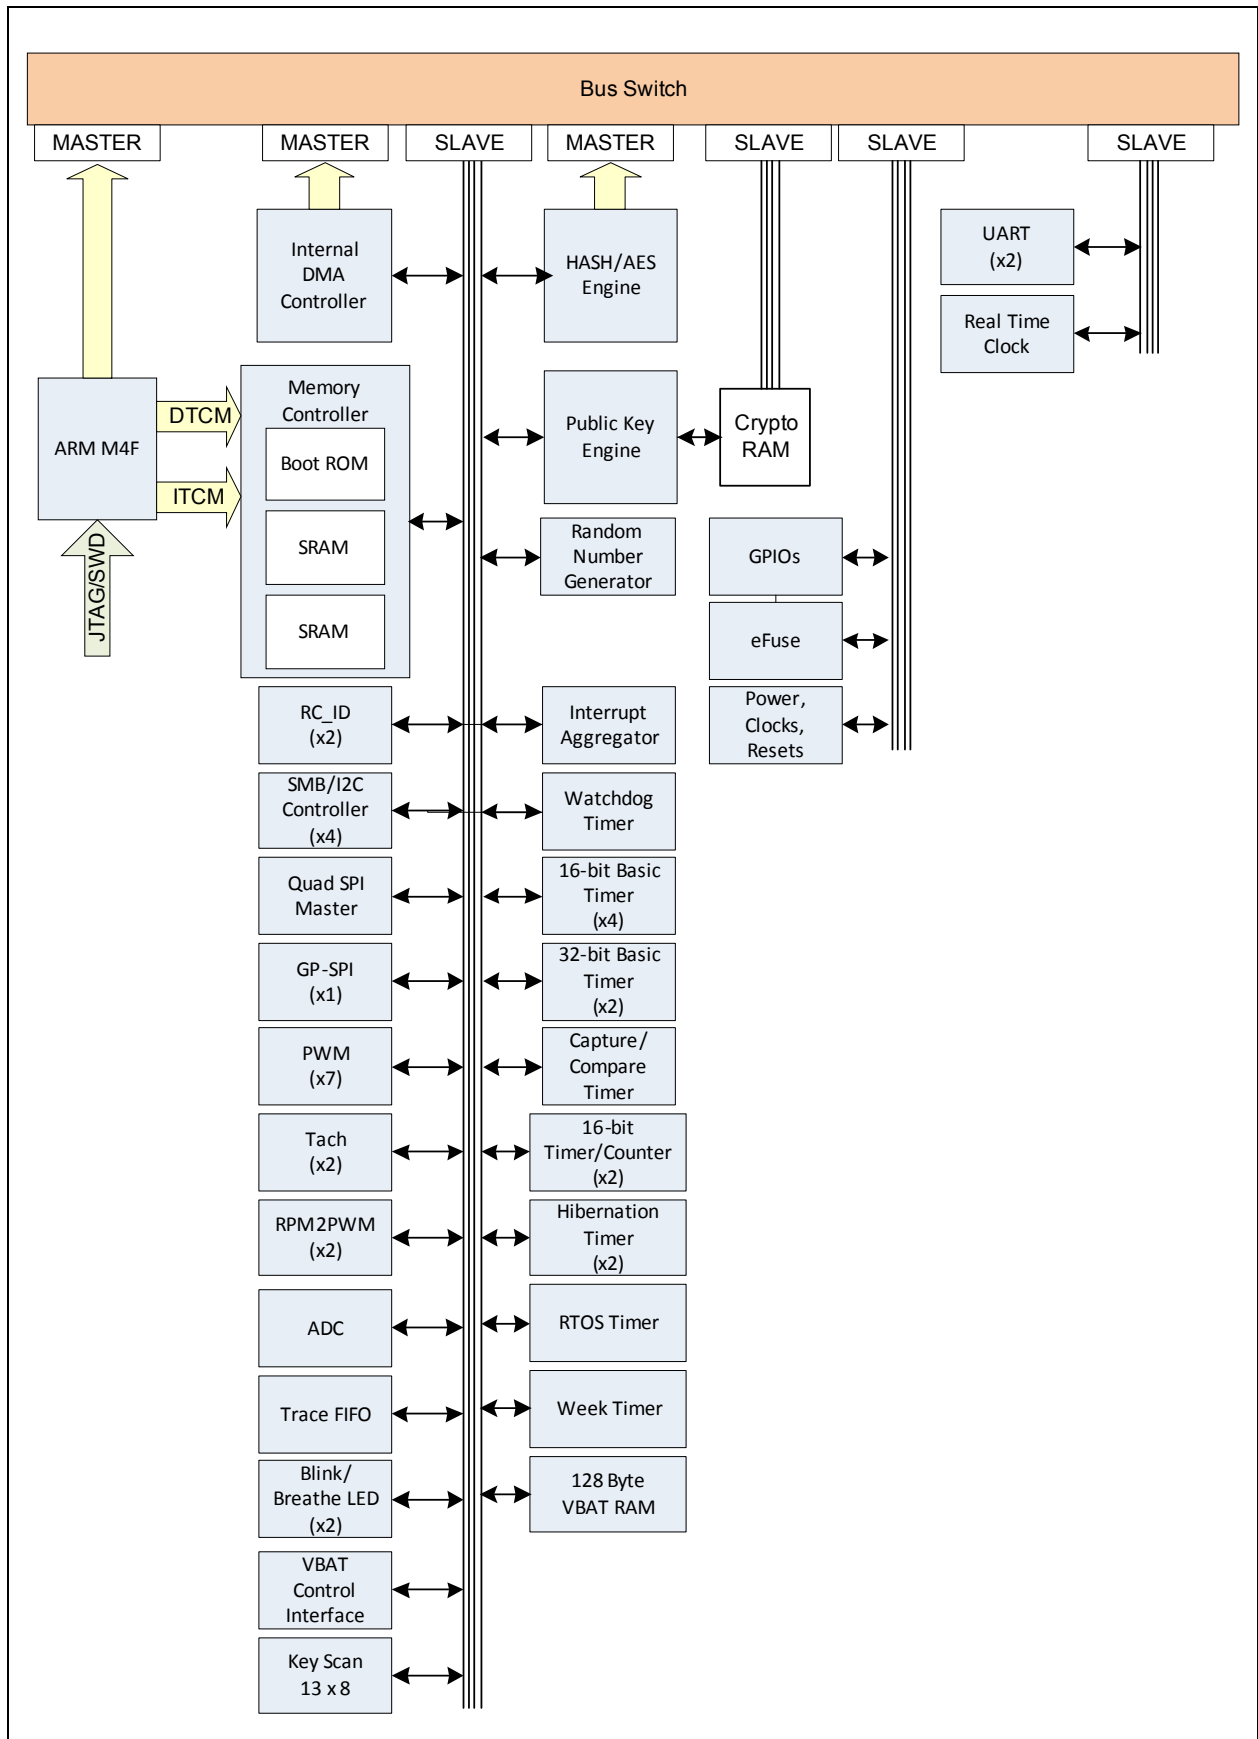 Bus Switch
MASTER
MASTER
SLAVE
MASTER
SLAVE
SLAVE
SLAVE
Internal
DMA
Controller
HASH/AES
Engine
UART
(x2)
Real Time
Clock
ARM M4F
DTCM
ITCM
JTAG/SWD
Memory
Controller
Boot ROM
SRAM
SRAM
Public Key
Engine
Crypto
RAM
Random
Number
Generator
GPIOs
eFuse
Power,
Clocks,
Resets
RC_ID
(x2)
Interrupt
Aggregator
SMB/I2C
Controller
(x4)
Watchdog
Timer
Quad SPI
Master
16-bit Basic
Timer
(x4)
GP-SPI
(x1)
32-bit Basic
Timer
(x2)
PWM
(x7)
Capture/
Compare
Timer
Tach
(x2)
16-bit
Timer/Counter
(x2)
RPM2PWM
(x2)
Hibernation
Timer
(x2)
ADC
RTOS Timer
Trace FIFO
Week Timer
Blink/
Breathe LED
(x2)
128 Byte
VBAT RAM
VBAT
Control
Interface
Key Scan
13 x 8